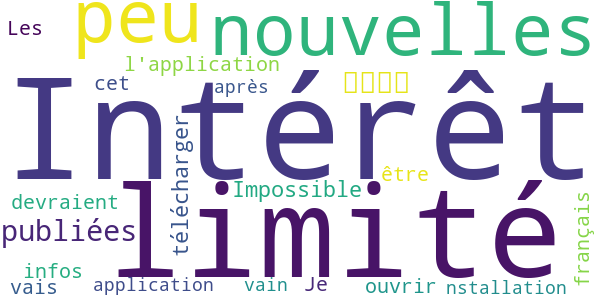 Les peu nouvelles
l'application
cet après
Intérêt
télécharger
être
Impossible
devraient
limité
publiées
français
infos
vais application vain Je ouvrir nstallation